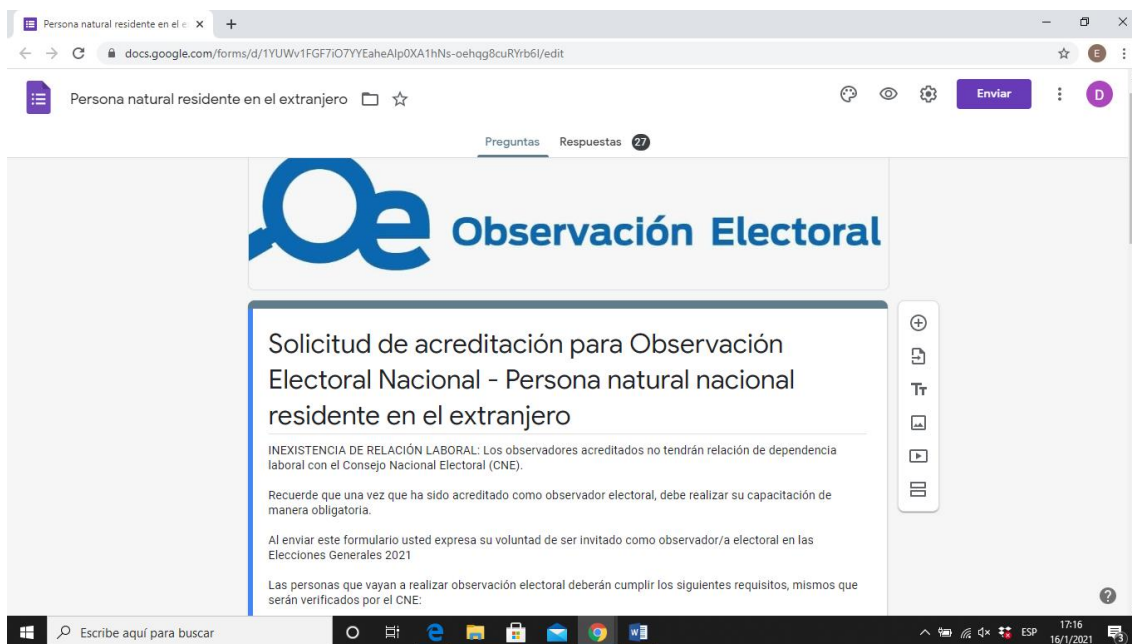 Persona natural residente en el e
docs.google.com/forms/d/1YUWv1FGF7iO7YYEaheAlp0XA1hNs-oehqg8cuRYrb6I/edit
E
Persona natural residente en el extranjero
Enviar
D
Preguntas Respuestas 27
Oe Observación Electoral
Solicitud de acreditación para Observación
Electoral Nacional - Persona natural nacional
residente en el extranjero
INEXISTENCIA DE RELACIÓN LABORAL: Los observadores acreditados no tendrán relación de dependencia
laboral con el Consejo Nacional Electoral (CNE).
Recuerde que una vez que ha sido acreditado como observador electoral, debe realizar su capacitación de
manera obligatoria.
Al enviar este formulario usted expresa su voluntad de ser invitado como observador/a electoral en las
Elecciones Generales 2021
Las personas que vayan a realizar observación electoral deberán cumplir los siguientes requisitos, mismos que
serán verificados por el CNE:
Tт
Escribe aquí para buscar
ESP
17:16
16/1/2021
3